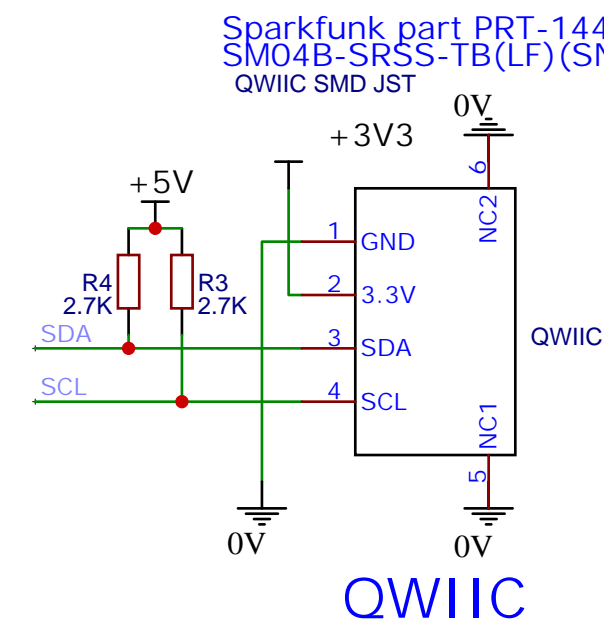 Sparkfunk part PRT-144
SM04B-SRSS-TB(LF)(SN
QWIIC SMD JST
0V
+3V3
6
NC2
+5V
1
GND
R4
2.7K
R3
2.7K
2
3.3V
SDA
3
SDA
QWIIC
SCL
4
SCL
NC1
5
0V
0V
QWIIC